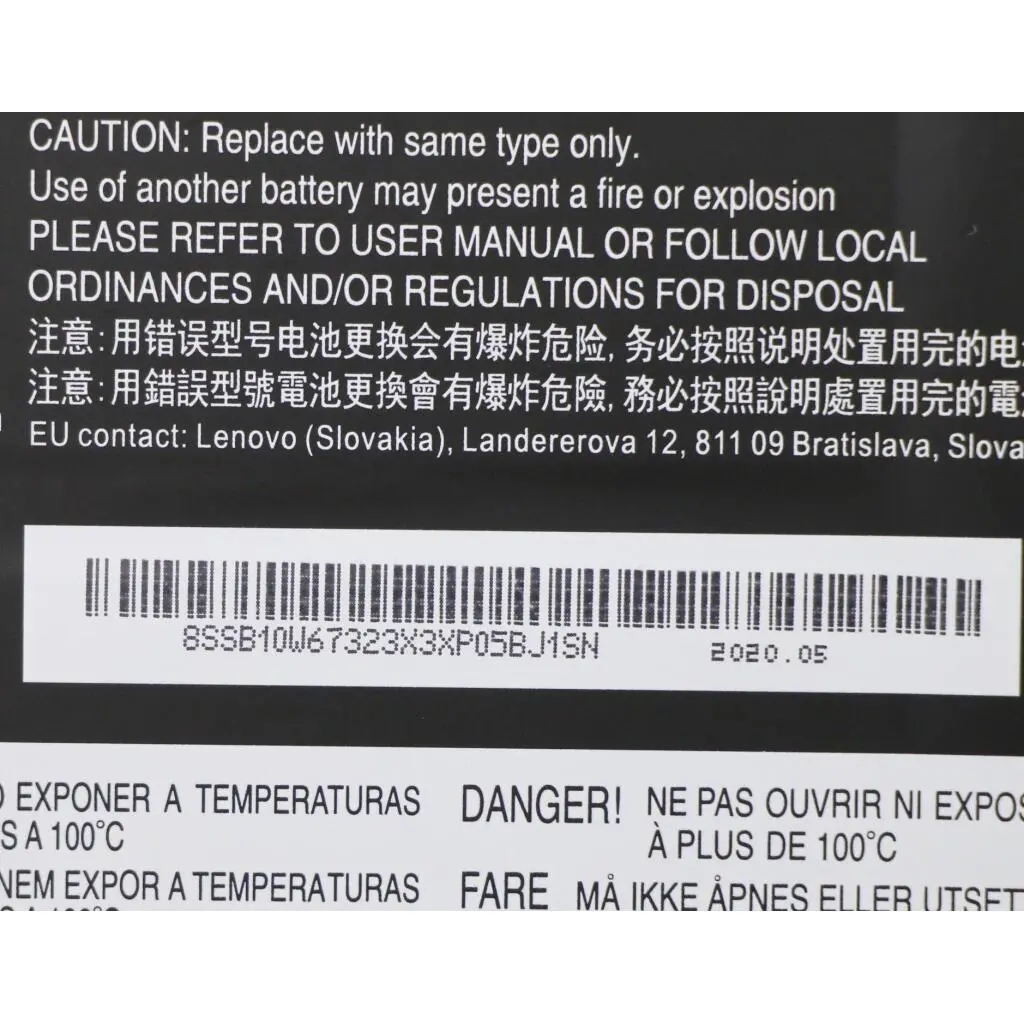 CAUTION: Replace with same type only.
Use of another battery may present a fire or explosion
PLEASE REFER TO USER MANUAL OR FOLLOW LOCAL
ORDINANCES AND/OR REGULATIONS FOR DISPOSAL
注意:用错误型号电池更换会有爆炸危险,务必按照说明处置用完的电
注意:用錯誤型號電池更換會有爆炸危險,務必按照說明處置用完的電
EU contact: Lenovo (Slovakia), Landererova 12, 811 09 Bratislava, Slova
8SSB10W67323X3XP05BJ1SN 2020.05
EXPONER A TEMPERATURAS
S A 100°C
DANGER! NE PAS OUVRIR NI EXPOS
À PLUS DE 100°C
NEM EXPOR A TEMPERATURAS
FARE MÅ IKKE ÅPNES ELLER UTSETT